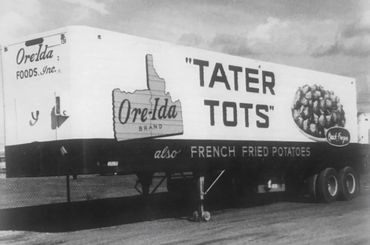 Ore-Ida
FOODS, Inc.
Ore-Ida
BRAND
"TATER
TOTS"
also FRENCH FRIED POTATOES